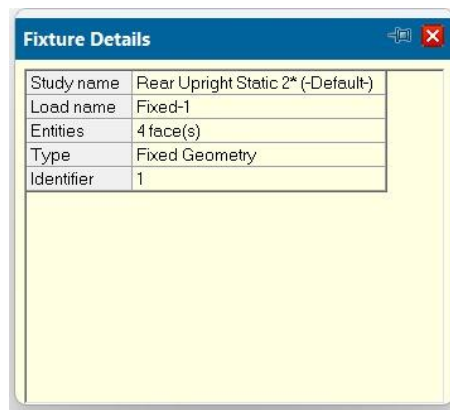 Fixture Details
Study name Rear Upright Static 2* (-Default-)
Load name Fixed-1
Entities 4 face(s)
Type Fixed Geometry
Identifier 1